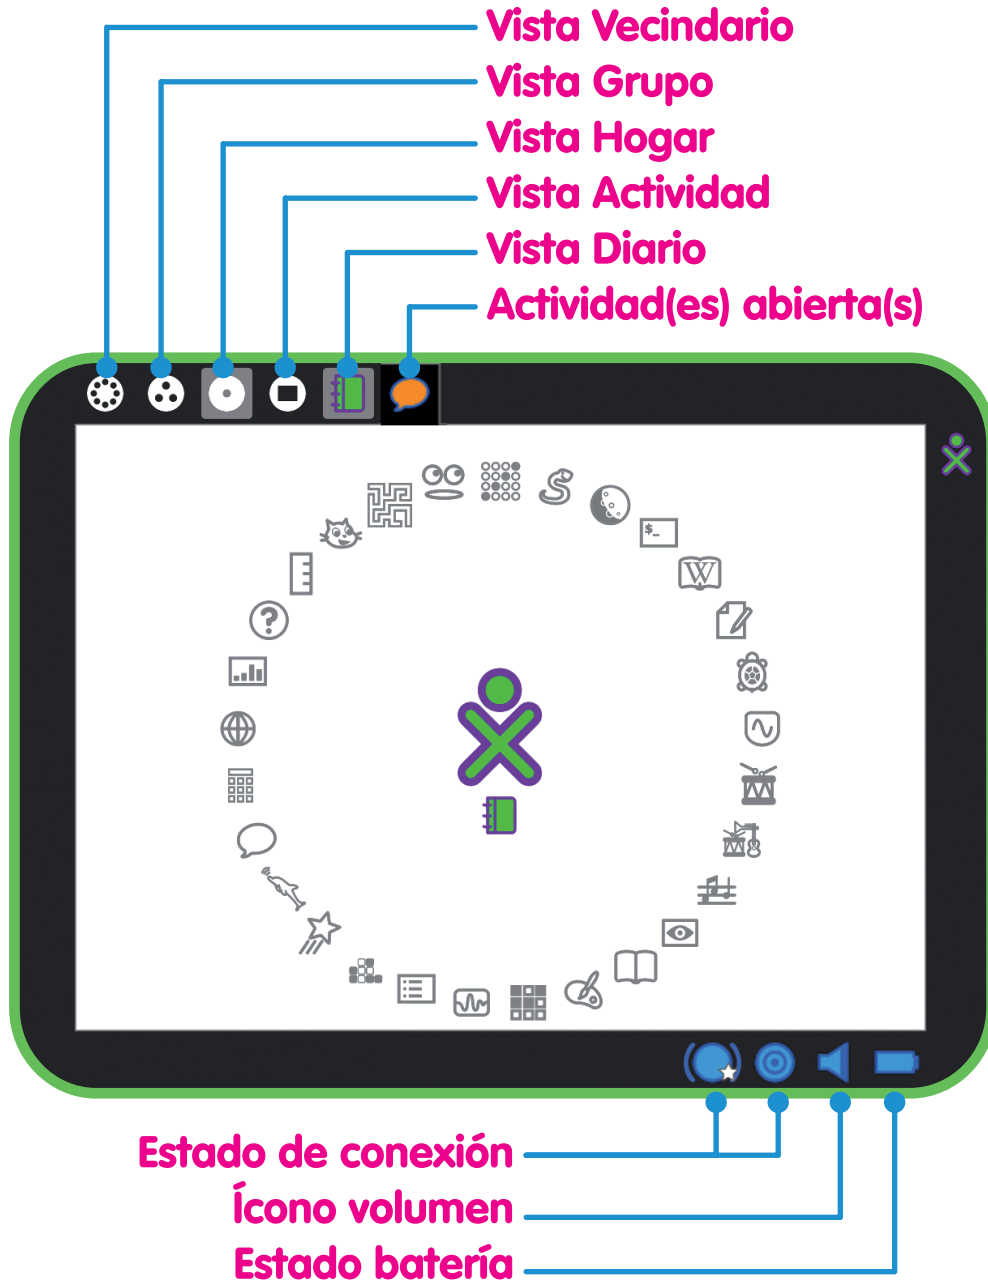 Vista Vecindario
Vista Grupo
Vista Hogar
Vista Actividad
Vista Diario
Actividad(es) abierta(s)
$_
W
Estado de conexión
Ícono volumen
Estado batería